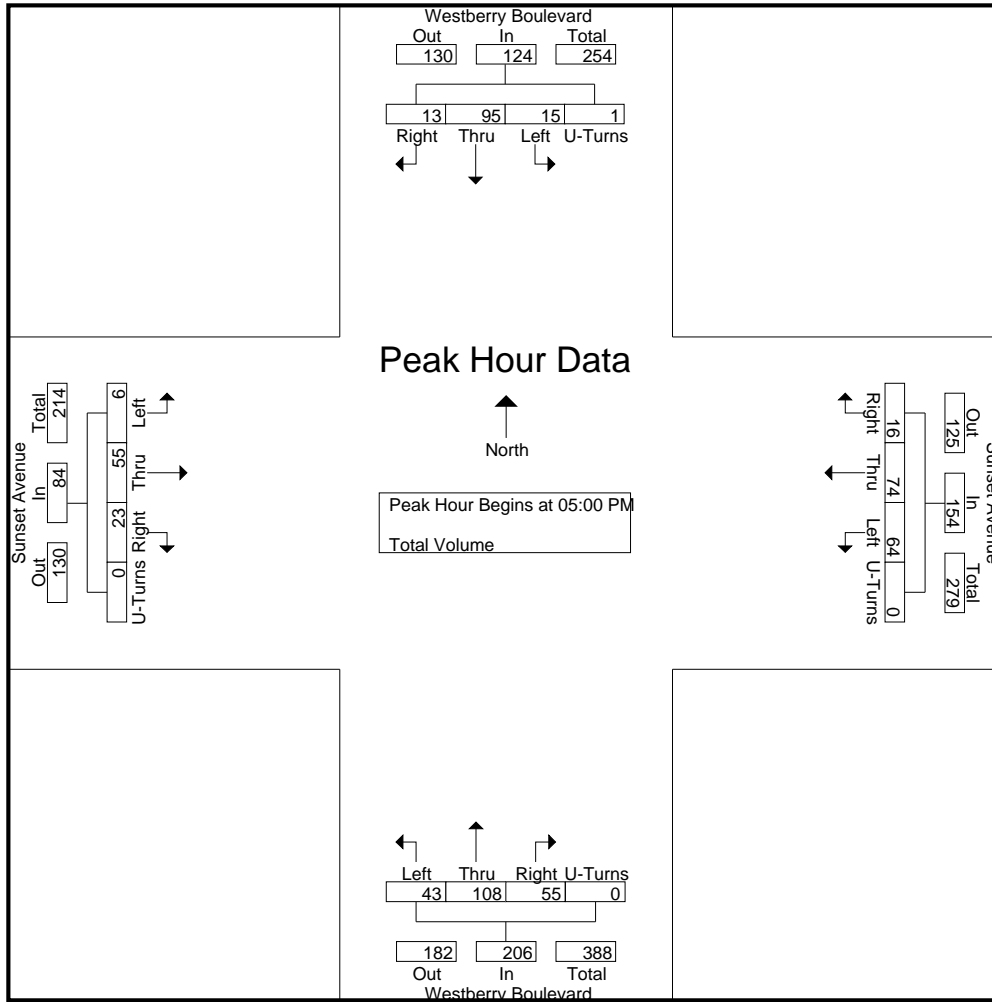 Westberry Boulevard
Out In Total
130 124 254
13 95 15 1
Right Thru Left U-Turns
Peak Hour Data
North
Peak Hour Begins at 05:00 PM
Total Volume
Sunset Avenue
Total In Out
214 84 130
6 55 23 0
Left Thru Right U-Turns
Right Thru Left U-Turns
16 74 64 0
Out In Total
125 154 279
Sunset Avenue
Left Thru Right U-Turns
43 108 55 0
182 206 388
Out In Total
Westberry Boulevard